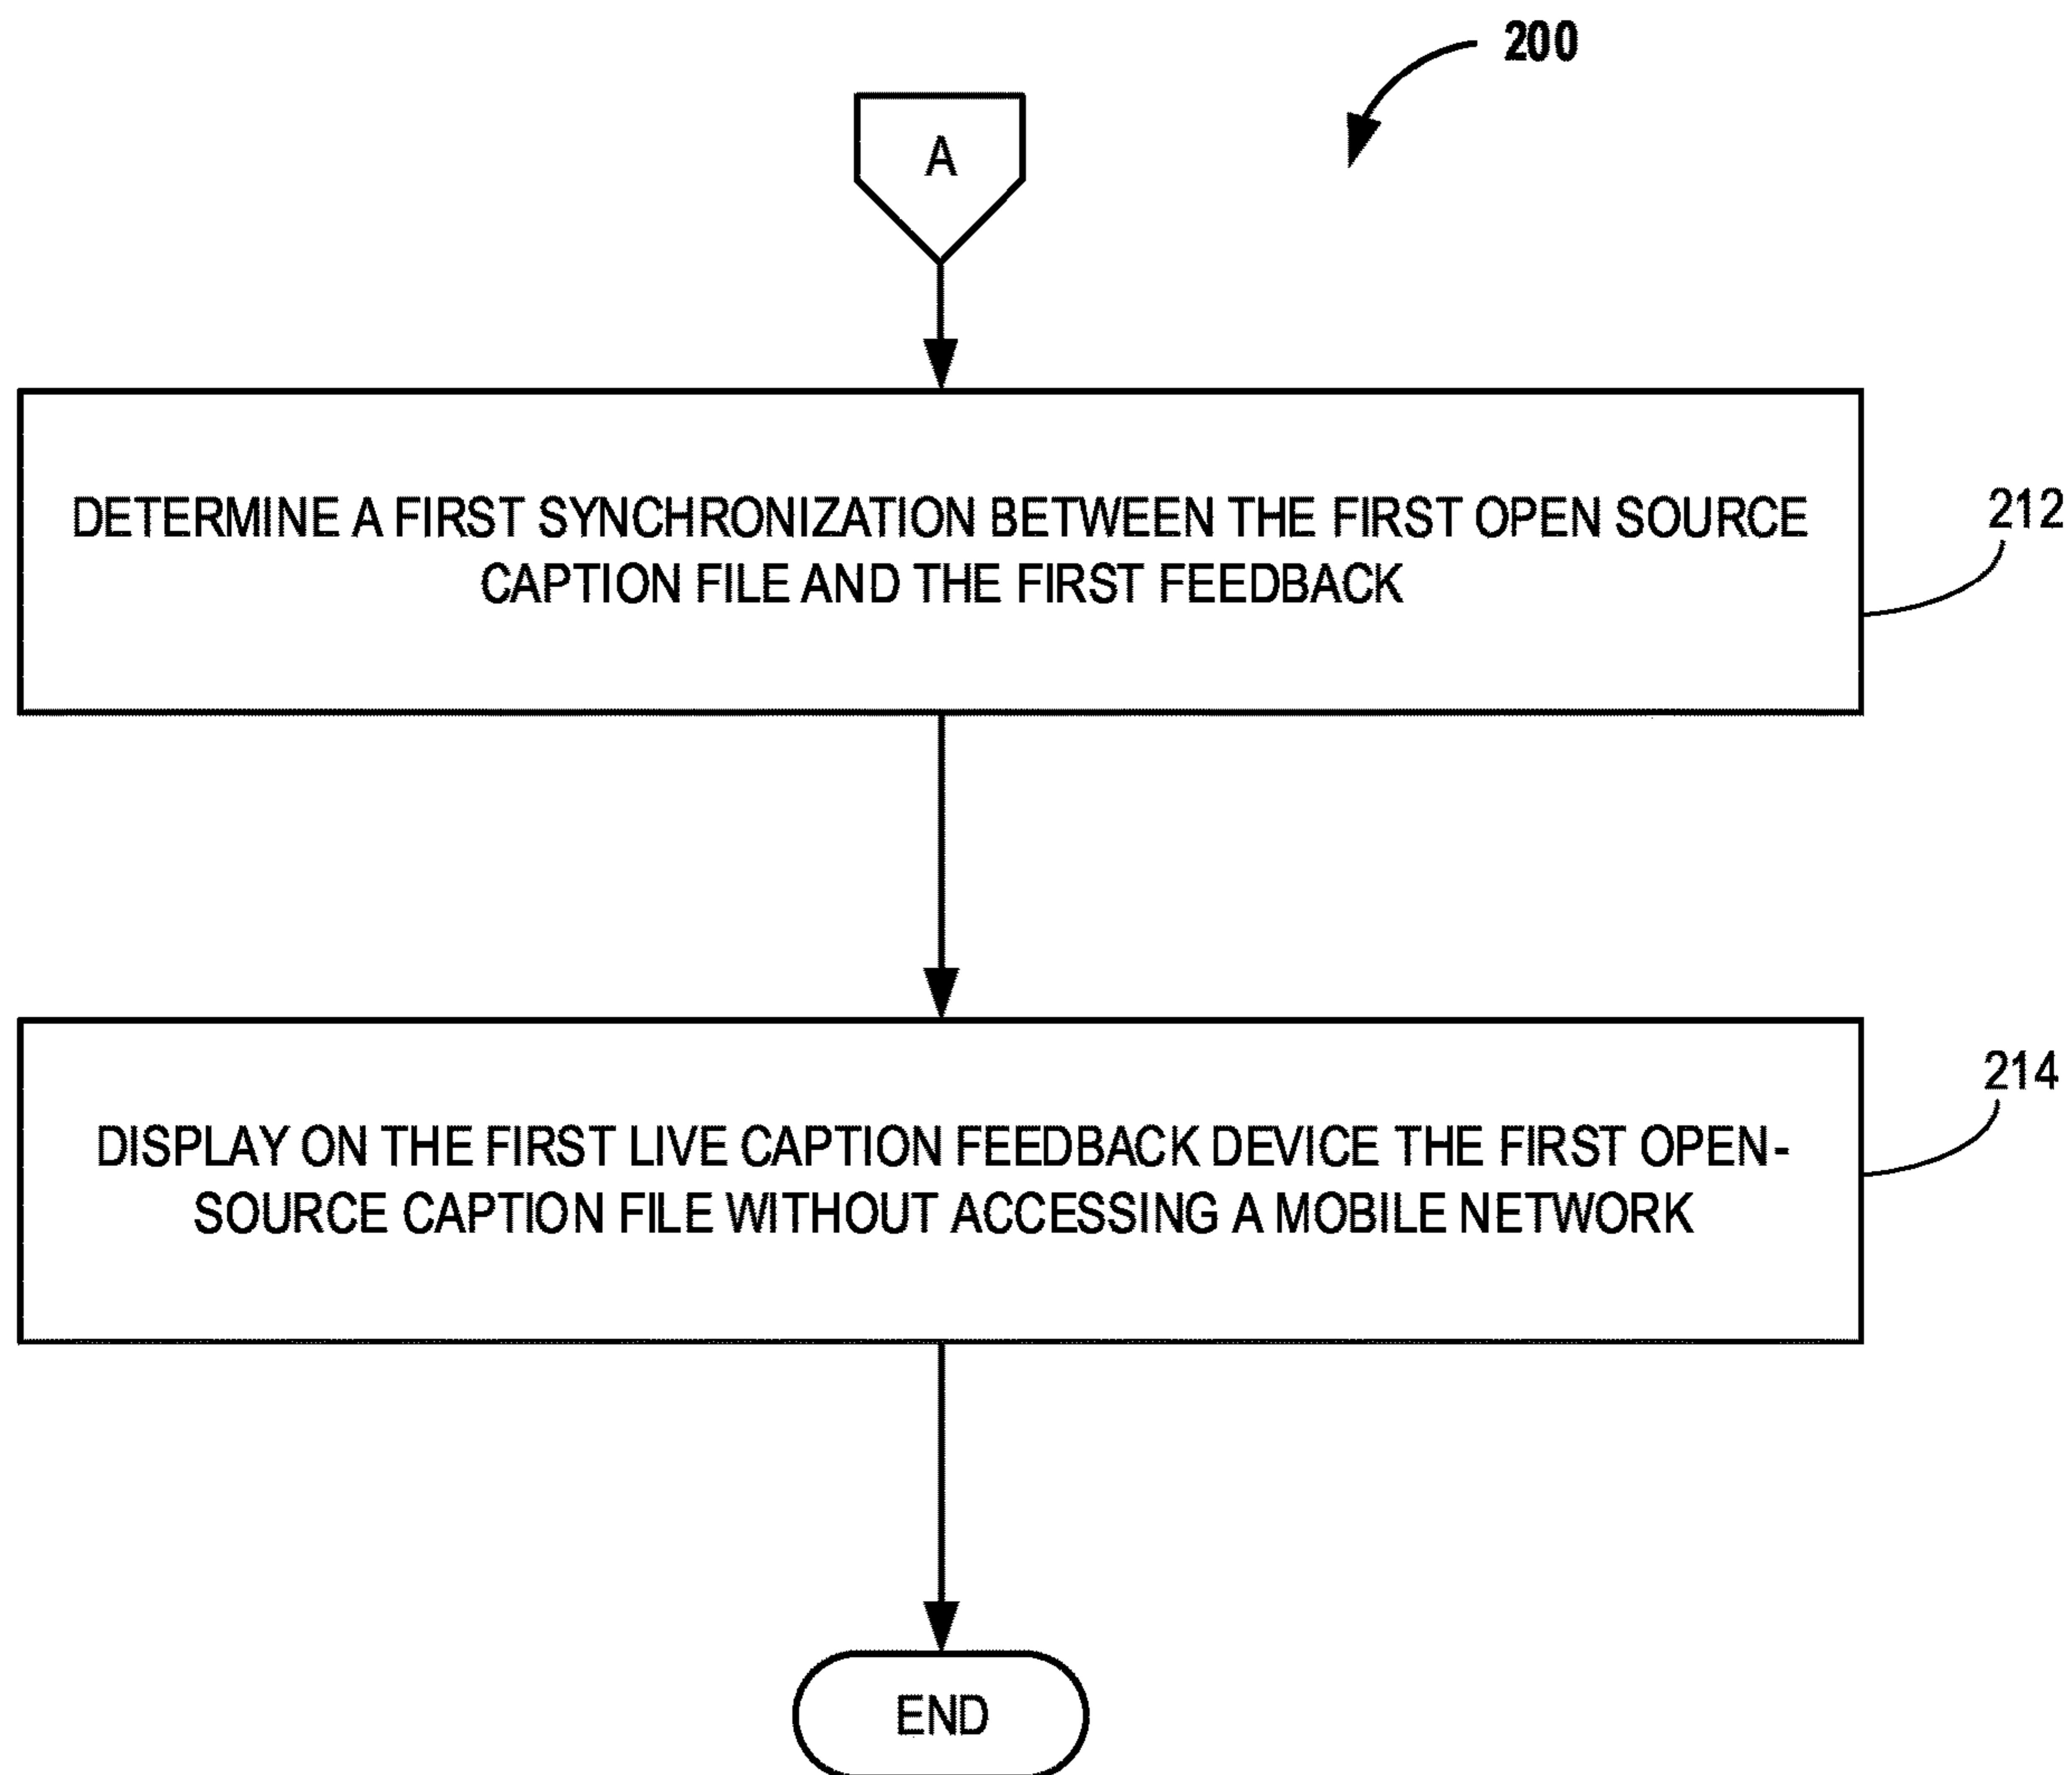 200
A
DETERMINE A FIRST SYNCHRONIZATION BETWEEN THE FIRST OPEN SOURCE
CAPTION FILE AND THE FIRST FEEDBACK
212
DISPLAY ON THE FIRST LIVE CAPTION FEEDBACK DEVICE THE FIRST OPEN-
SOURCE CAPTION FILE WITHOUT ACCESSING A MOBILE NETWORK
214
END